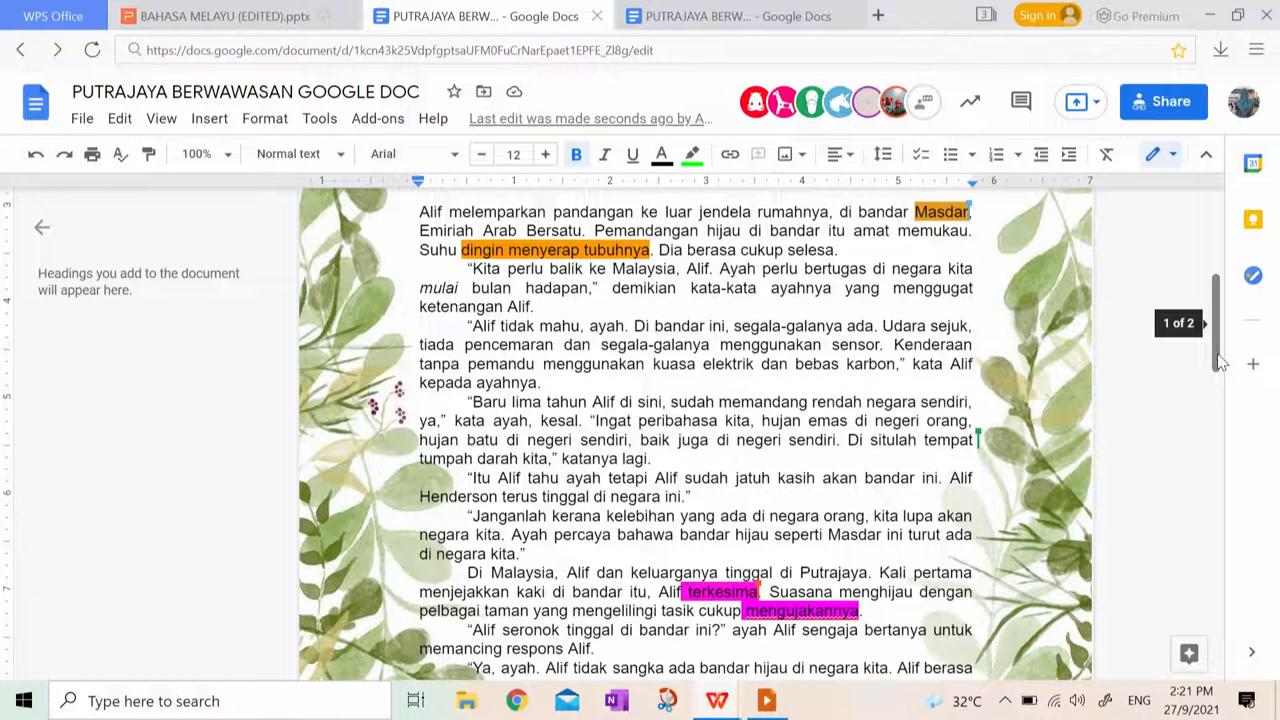 WPS Office
BAHASA MELAYU (EDITED).pptx
PUTRAJAYA BERW... - Google Docs
PUTRAJAYA BERW... - Google Docs
3
Sign in
Go Premium
https://docs.google.com/document/d/1kcn43k25VdpfgptsaUFM0FuCrNarEpaet1EPFE_Zl8g/edit
PUTRAJAYA BERWAWASAN GOOGLE DOC
Share
File Edit View Insert Format Tools Add-ons Help Last edit was made seconds ago by A...
100% Normal text Arial 12 B I U A
1 1 2 3 4 5 6 7
Headings you add to the document
will appear here.
Alif melemparkan pandangan ke luar jendela rumahnya, di bandar Masdar,
Emiriah Arab Bersatu. Pemandangan hijau di bandar itu amat memukau.
Suhu dingin menyerap tubuhnya. Dia berasa cukup selesa.
“Kita perlu balik ke Malaysia, Alif. Ayah perlu bertugas di negara kita
mulai bulan hadapan,” demikian kata-kata ayahnya yang menggugat
ketenangan Alif.
“Alif tidak mahu, ayah. Di bandar ini, segala-galanya ada. Udara sejuk,
tiada pencemaran dan segala-galanya menggunakan sensor. Kenderaan
tanpa pemandu menggunakan kuasa elektrik dan bebas karbon,” kata Alif
kepada ayahnya.
“Baru lima tahun Alif di sini, sudah memandang rendah negara sendiri,
ya,” kata ayah, kesal. “Ingat peribahasa kita, hujan emas di negeri orang,
hujan batu di negeri sendiri, baik juga di negeri sendiri. Di situlah tempat
tumpah darah kita,” katanya lagi.
“Itu Alif tahu ayah tetapi Alif sudah jatuh kasih akan bandar ini. Alif
Henderson terus tinggal di negara ini.”
“Janganlah kerana kelebihan yang ada di negara orang, kita lupa akan
negara kita. Ayah percaya bahawa bandar hijau seperti Masdar ini turut ada
di negara kita.”
Di Malaysia, Alif dan keluarganya tinggal di Putrajaya. Kali pertama
menjejakkan kaki di bandar itu, Alif terkesima. Suasana menghijau dengan
pelbagai taman yang mengelilingi tasik cukup mengujakannya.
“Alif seronok tinggal di bandar ini?” ayah Alif sengaja bertanya untuk
memancing respons Alif.
“Ya, ayah. Alif tidak sangka ada bandar hijau di negara kita. Alif berasa
1 of 2
3
4
5
6
7
31
Type here to search
32°C
ENG
2:21 PM
27/9/2021